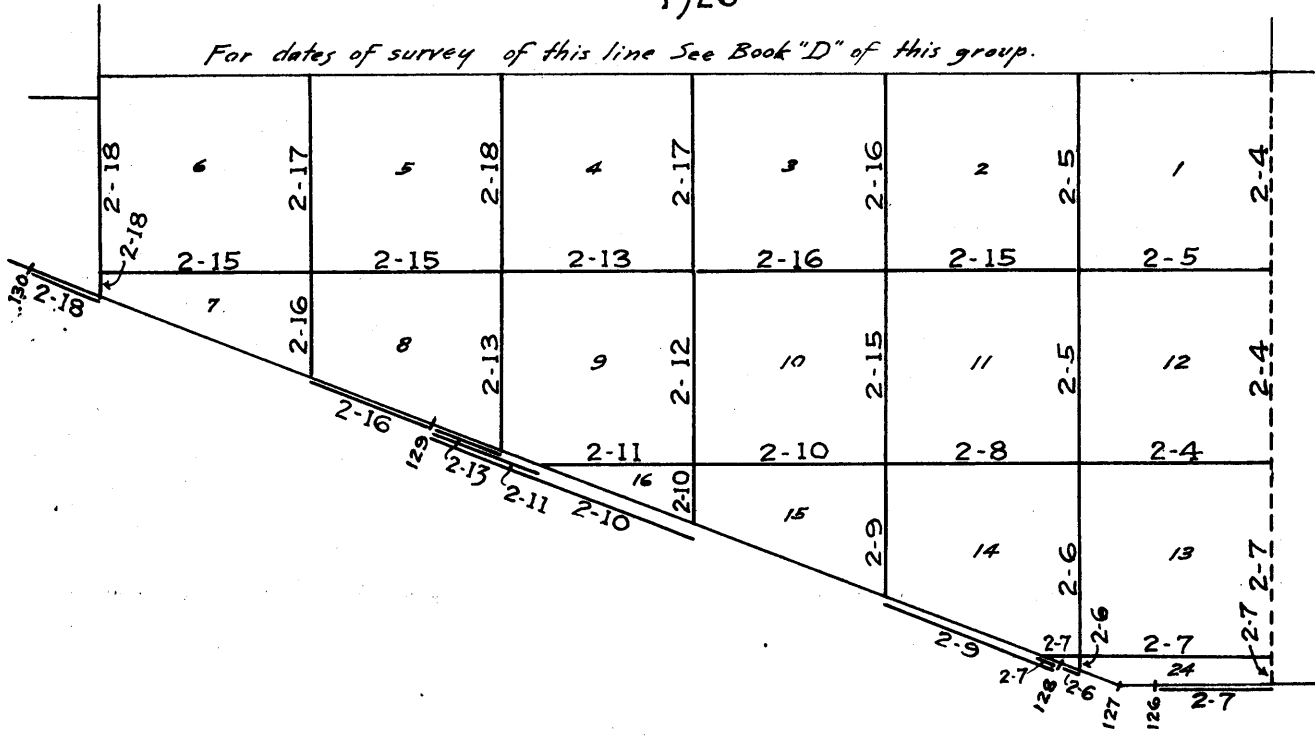 For dates of survey of this line See Book "D" of this group.
2-18 6 2-17 5 2-18 4 2-17 3 2-16 2 2-5 1 2-4
2-18
2-15 2-15 2-13 2-16 2-15 2-5
130 2-18 7 2-16 8 2-13 9 2-12 10 2-15 11 2-5 12 2-4
2-16 129 2-13 2-11 2-10
2-11 2-10 2-8 2-4
16 2-10 15 2-9 14 2-6 13 2-7
2-9 2-7 2-6 2-7 2-7
2-7 128 2-6 127 126 24 2-7